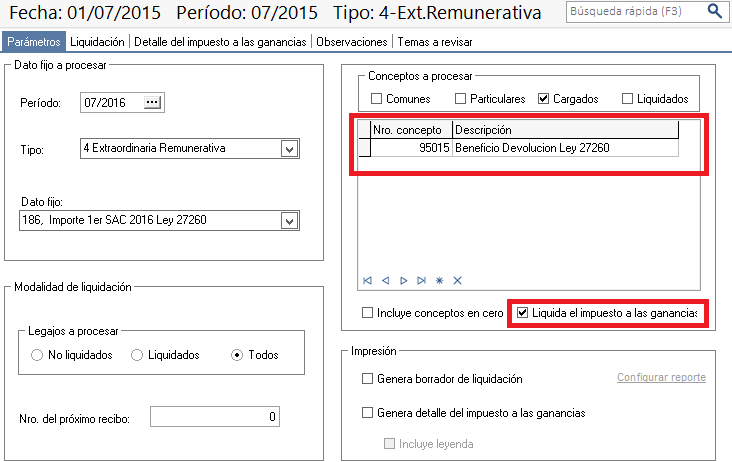 Fecha: 01/07/2015 Período: 07/2015 Tipo: 4-Ext.Remunerativa
Búsqueda rápida (F3)
Parámetros Liquidación Detalle del impuesto a las ganancias Observaciones Temas a revisar
Dato fijo a procesar
Período: 07/2016 ...
Tipo: 4 Extraordinaria Remunerativa
Dato fijo:
186, Importe 1er SAC 2016 Ley 27260
Modalidad de liquidación
Legajos a procesar
No liquidados Liquidados Todos
Nro. del próximo recibo: 0
Conceptos a procesar
Comunes Particulares Cargados Liquidados
Nro. concepto Descripción
95015 Beneficio Devolucion Ley 27260
Incluye conceptos en cero Liquida el impuesto a las ganancias
Impresión
Genera borrador de liquidación Configurar reporte
Genera detalle del impuesto a las ganancias
Incluye leyenda